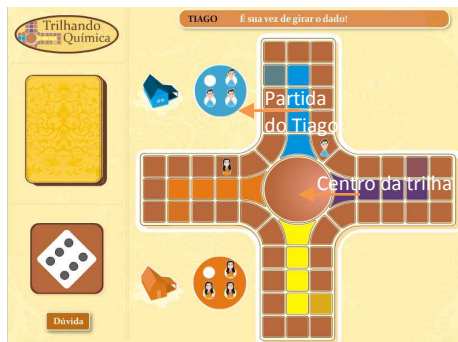 Trilhando
Química
TIAGO É sua vez de girar o dado!
Partida
do Tiago
Centro da trilha
Dúvida